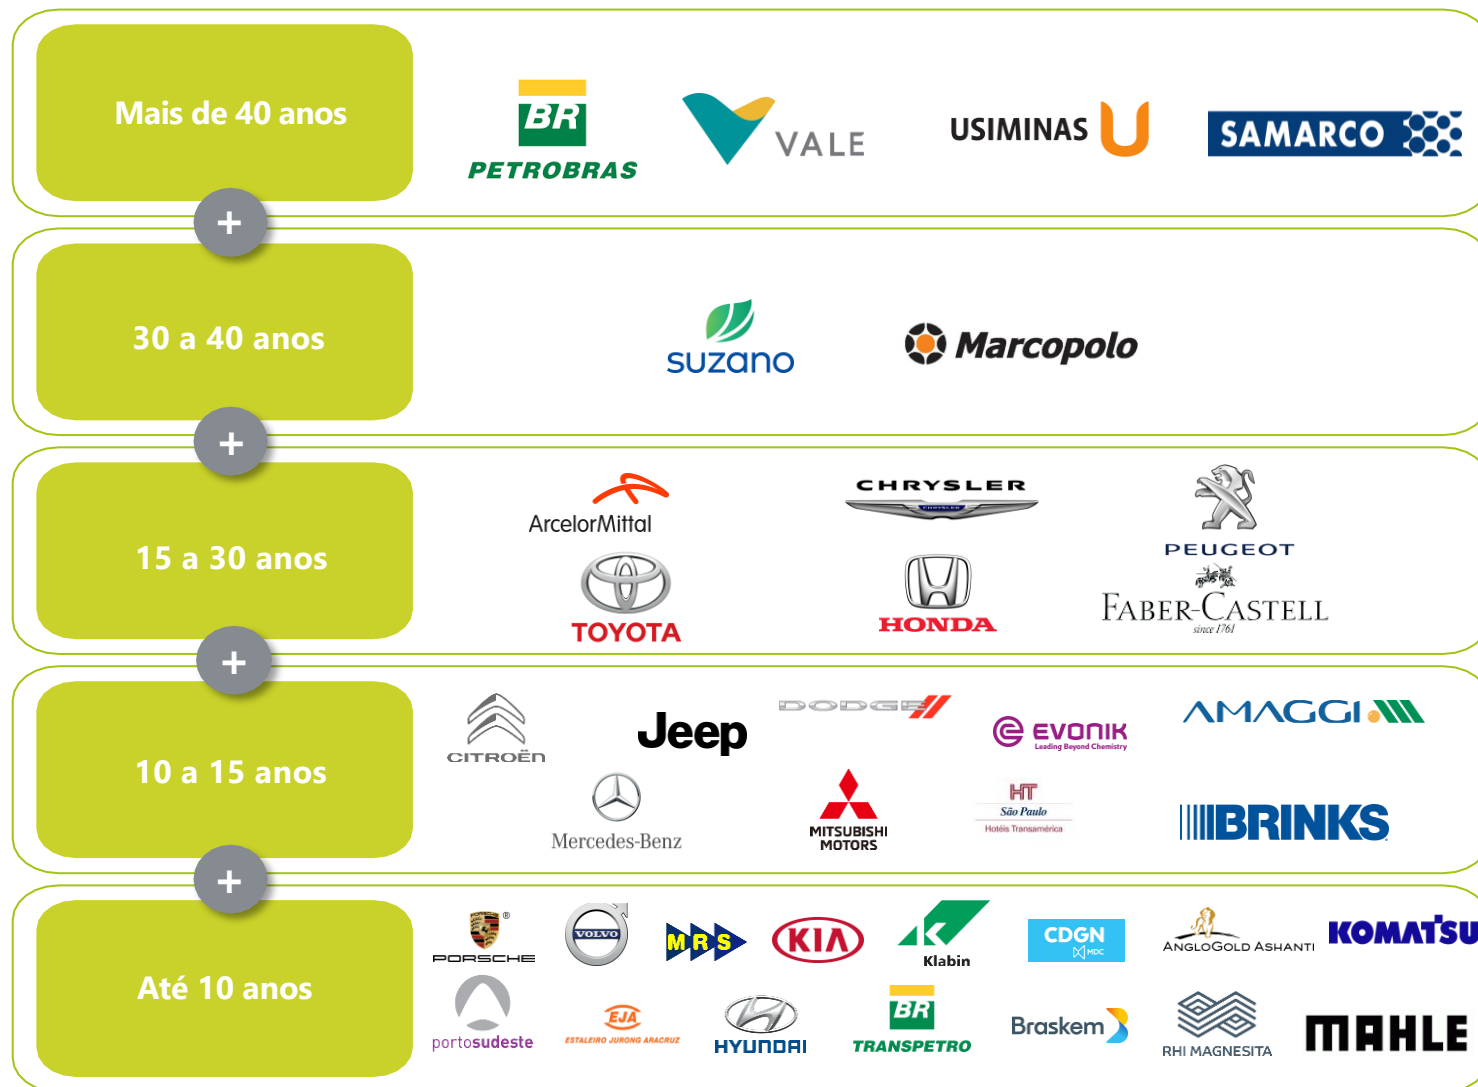 Mais de 40 anos
BR
PETROBRAS
VALE
USIMINAS
SAMARCO
+
30 a 40 anos
suzano
Marcopolo
+
15 a 30 anos
ArcelorMittal
CHRYSLER
CHRYSLER
PEUGEOT
TOYOTA
HONDA
FABER-CASTELL
since 1761
+
10 a 15 anos
CITROËN
Jeep
DODGE
EVONIK
Leading Beyond Chemistry
AMAGGI
Mercedes-Benz
MITSUBISHI
MOTORS
HT
São Paulo
Hotéis Transamérica
BRINKS
+
Até 10 anos
PORSCHE
®
PORSCHE
VOLVO
MRS
KIA
Klabin
CDGN
MDC
ANGLOGOLD ASHANTI
KOMATSU
portosudeste
EJA
ESTALEIRO JURONG ARACRUZ
HYUNDAI
BR
TRANSPETRO
Braskem
RHI MAGNESITA
MAHLE